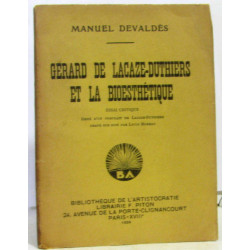 MANUEL DEVALDÈS
GÉRARD DE LACAZE-DUTHIERS
ET LA BIOESTHÉTIQUE
BA
BIBLIOTHÈQUE DE L'ARTISTOCRATIE
LIBRAIRIE F. PITON
24, AVENUE DE LA PORTE-CLIGNANCOURT
PARIS-XVIIIᵉ